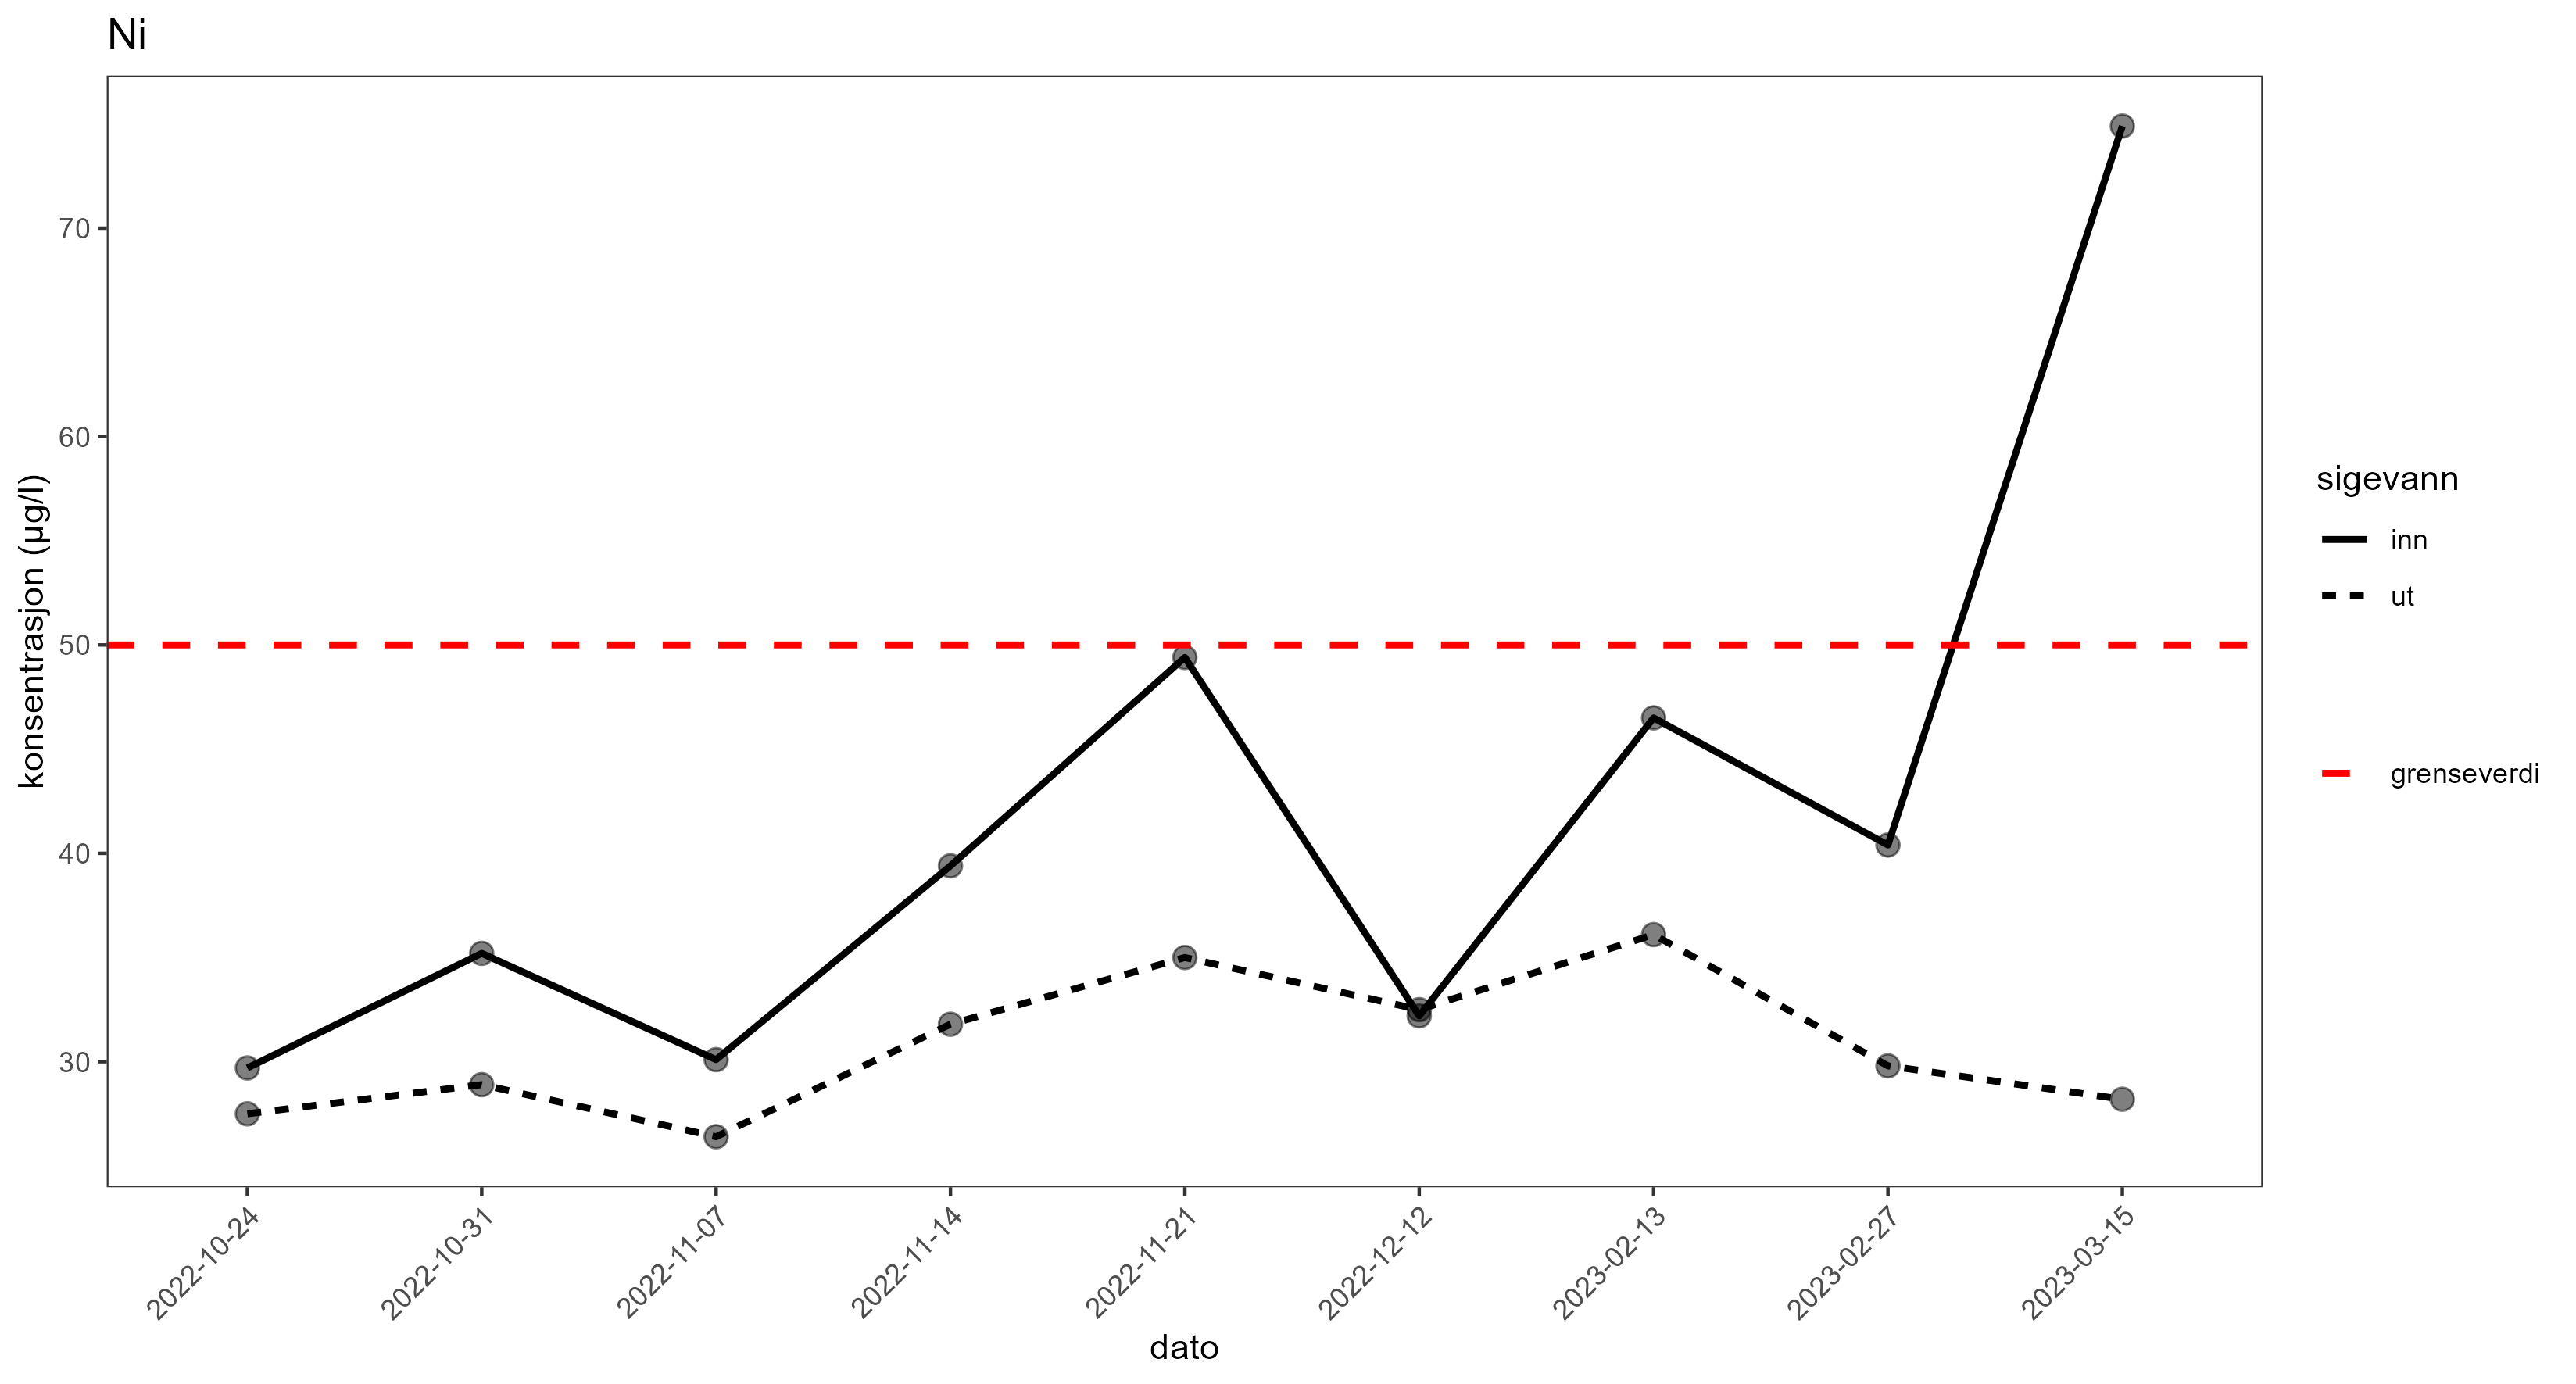 Ni
konsentrasjon (µg/l)
70
60
50
40
30
2022-10-24
2022-10-31
2022-11-07
2022-11-14
2022-11-21
2022-12-12
2023-02-13
2023-02-27
2023-03-15
dato
sigevann
inn
ut
grenseverdi